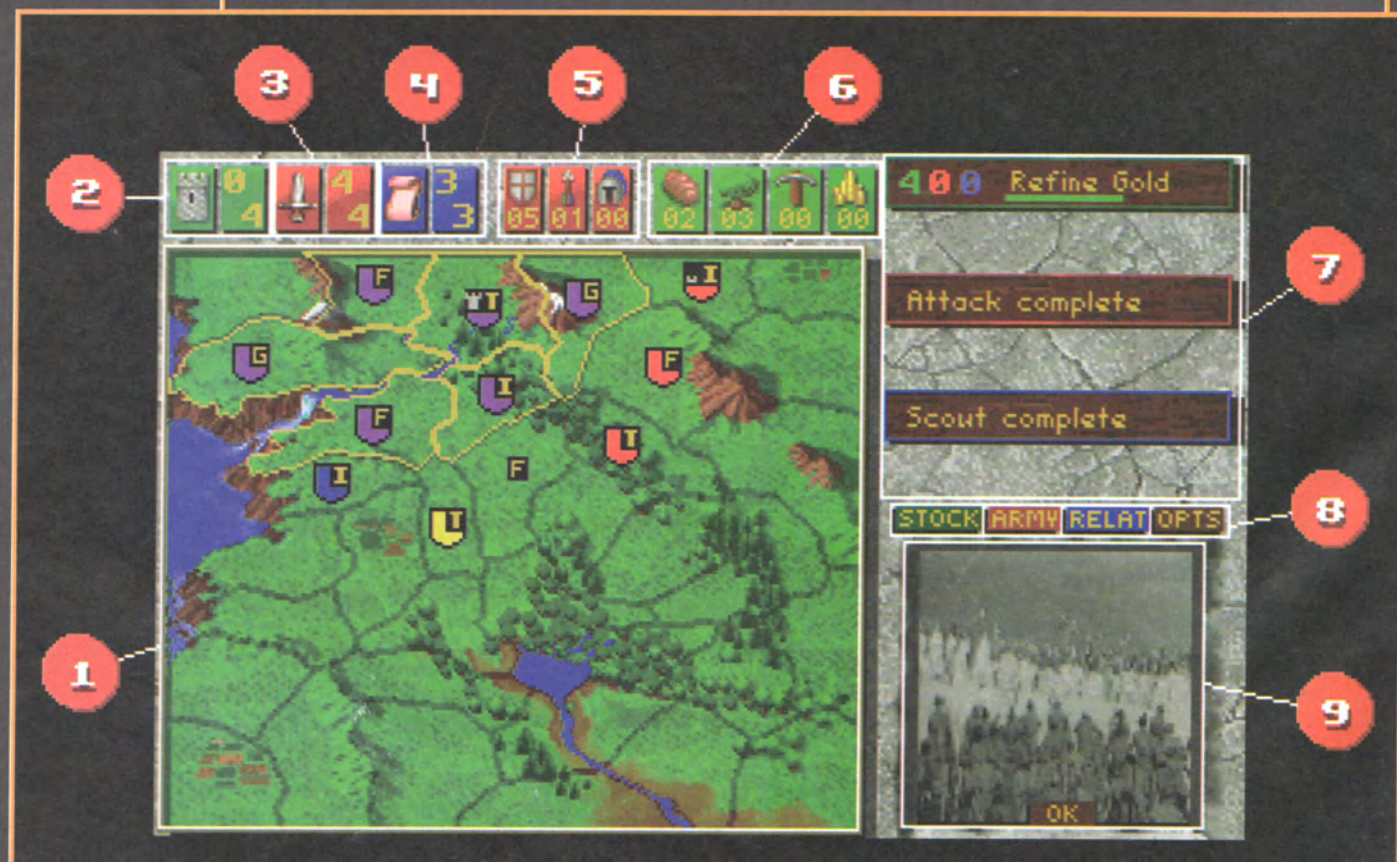 3 4 5 6
2
0 4 3
4 4 3
05 01 00 02 03 00 00
400 Refine Gold
7
Attack complete
Scout complete
8
STOCK ARMY RELAT OPTS
F
T
G
I
G
F
I
F
F
T
I
T
1
9
OK